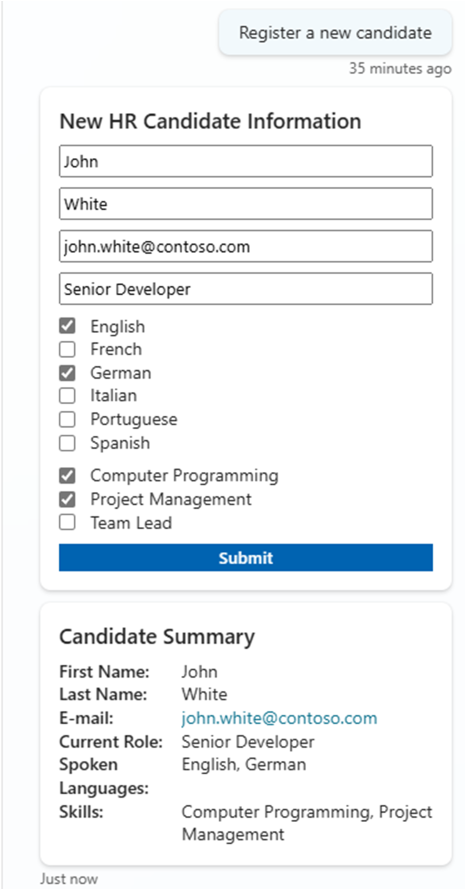 Register a new candidate
35 minutes ago
New HR Candidate Information
John
White
john.white@contoso.com
Senior Developer
English
French
German
Italian
Portuguese
Spanish
Computer Programming
Project Management
Team Lead
Submit
Candidate Summary
First Name: John
Last Name: White
E-mail: john.white@contoso.com
Current Role: Senior Developer
Spoken English, German
Languages:
Skills: Computer Programming, Project
Management
Just now